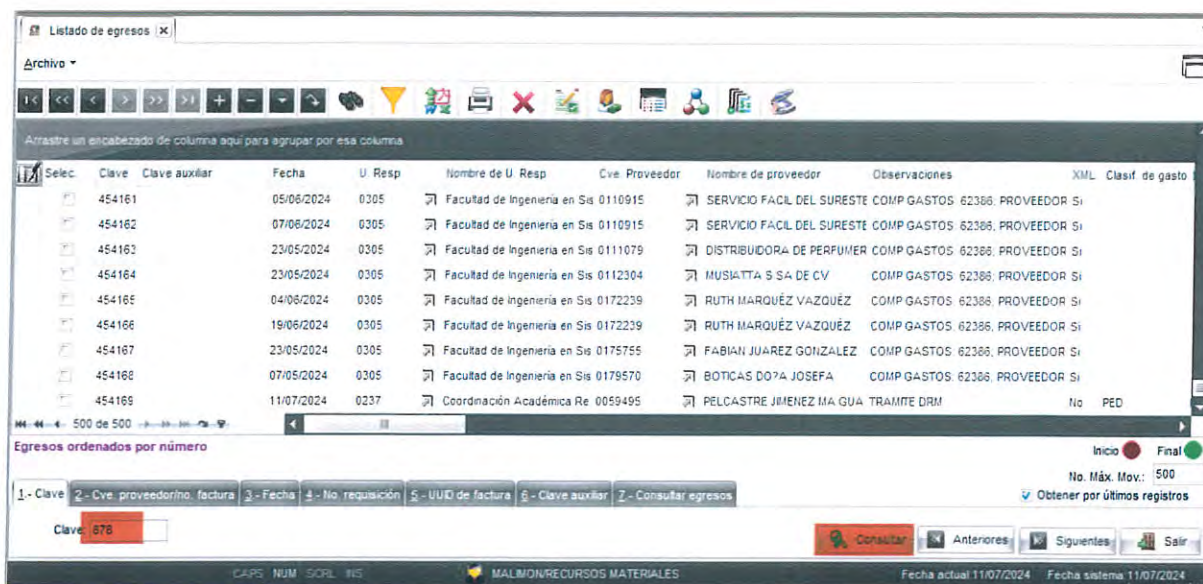 Listado de egresos
Archivo
Arrastre un encabezado de columna aquí para agrupar por esa columna
Selec. Clave Clave auxiliar Fecha U. Resp Nombre de U. Resp Cve. Proveedor Nombre de proveedor Observaciones XML Clasif. de gasto
454161 05/06/2024 0305 Facultad de Ingeniería en Sis 0110915 SERVICIO FACIL DEL SURESTE COMP GASTOS: 62386, PROVEEDOR Si
454162 07/06/2024 0305 Facultad de Ingeniería en Sis 0110915 SERVICIO FACIL DEL SURESTE COMP GASTOS: 62386, PROVEEDOR Si
454163 23/05/2024 0305 Facultad de Ingeniería en Sis 0111079 DISTRIBUIDORA DE PERFUMER COMP GASTOS: 62386, PROVEEDOR Si
454164 23/05/2024 0305 Facultad de Ingeniería en Sis 0112304 MUSIATTA S SA DE CV COMP GASTOS: 62386, PROVEEDOR Si
454165 04/06/2024 0305 Facultad de Ingeniería en Sis 0172239 RUTH MARQUÉZ VAZQUÉZ COMP GASTOS: 62386, PROVEEDOR Si
454166 19/06/2024 0305 Facultad de Ingeniería en Sis 0172239 RUTH MARQUÉZ VAZQUÉZ COMP GASTOS: 62386, PROVEEDOR Si
454167 23/05/2024 0305 Facultad de Ingeniería en Sis 0175755 FABIAN JUAREZ GONZALEZ COMP GASTOS: 62386, PROVEEDOR Si
454168 07/05/2024 0305 Facultad de Ingeniería en Sis 0179570 BOTICAS DO?A JOSEFA COMP GASTOS: 62386, PROVEEDOR Si
454169 11/07/2024 0237 Coordinación Académica Re 0059495 PELCASTRE JIMENEZ MA.GUA TRAMITE DRM No PED
500 de 500
Egresos ordenados por número
Inicio Final
No. Máx. Mov.: 500
1.- Clave 2.- Cve. proveedor/no. factura 3.- Fecha 4.- No. requisición 5.- UUID de factura 6.- Clave auxiliar 7.- Consultar egresos
Obtener por últimos registros
Clave: 678
Consultar Anteriores Siguientes Salir
CAPS NUM SCRL INS MALIMON/RECURSOS MATERIALES Fecha actual:11/07/2024 Fecha sistema:11/07/2024